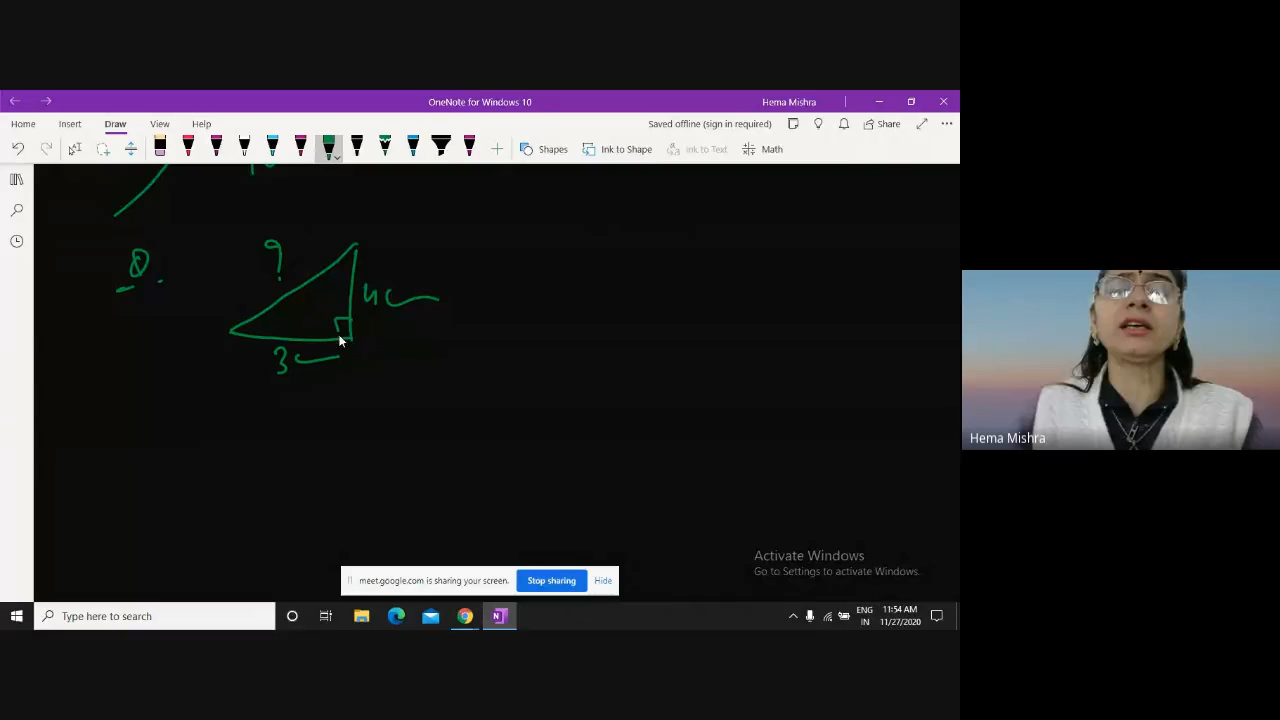 OneNote for Windows 10
Hema Mishra
Home Insert Draw View Help
Saved offline (sign in required)
Share
Shapes
Ink to Shape
Ink to Text
Math
Q.
?
4c
3c
Hema Mishra
Activate Windows
Go to Settings to activate Windows.
meet.google.com is sharing your screen.
Stop sharing
Hide
Type here to search
ENG
IN
11:54 AM
11/27/2020